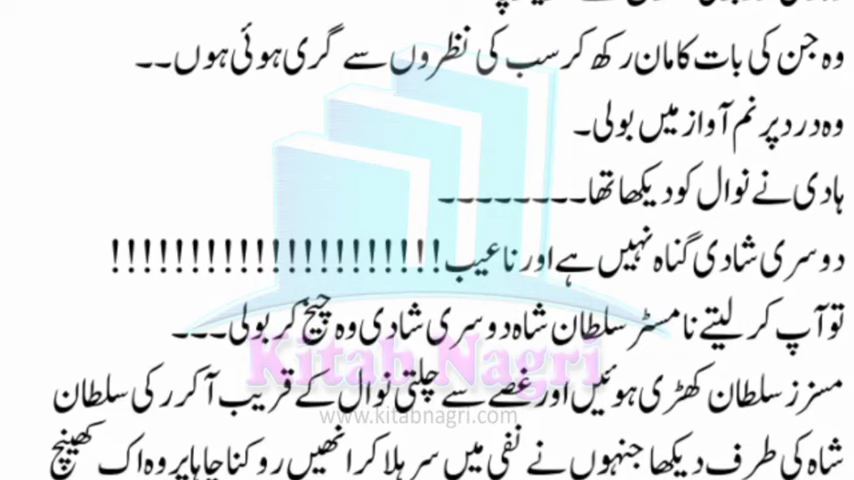 وہ جن کی بات کا مان رکھ کر سب کی نظروں سے گری ہوئی ہوں۔۔
وہ درد پر نم آواز میں بولی۔
ہادی نے نوال کو دیکھا تھا۔۔۔۔۔۔۔۔۔
دوسری شادی گناہ نہیں ہے اور نا عیب!!!!!!!!!!!!!!!!!!!!!
تو آپ کر لیتے نا مسٹر سلطان شاہ دوسری شادی وہ چیخ کر بولی۔۔۔
Kitab Nagri
مسز سلطان کھڑی ہوئیں اور غصے سے چلتی نوال کے قریب آ کر رکی سلطان
www.kitabnagri.com
شاہ کی طرف دیکھا جنہوں نے نفی میں سر ہلا کر انھیں روکنا چاہا پر وہ اک کھینچ